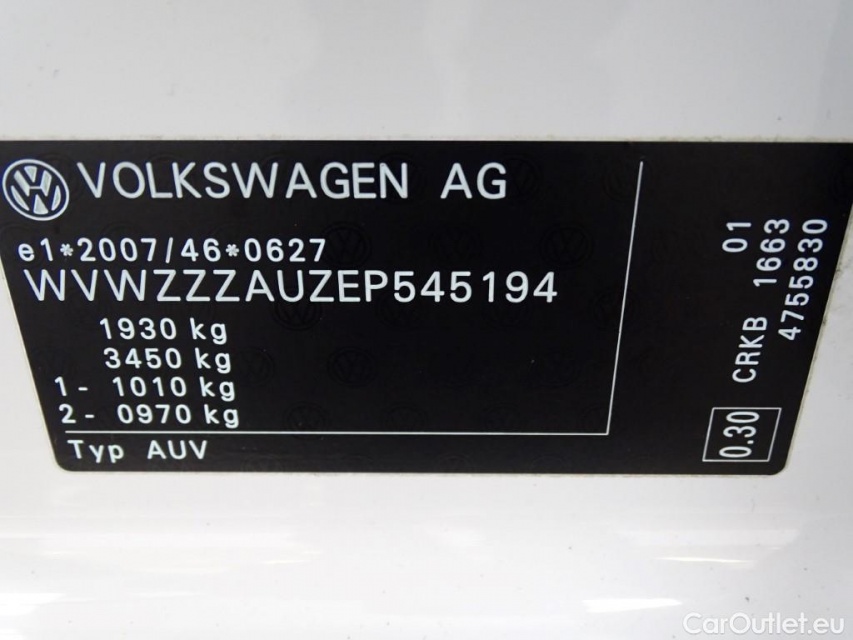 VOLKSWAGEN AG
e1*2007/46*0627
WVWZZZAUZEP545194
1930 kg
3450 kg
1- 1010 kg
2- 0970 kg
Typ AUV
01
CRKB 1663
4755830
0.30
CarOutlet.eu